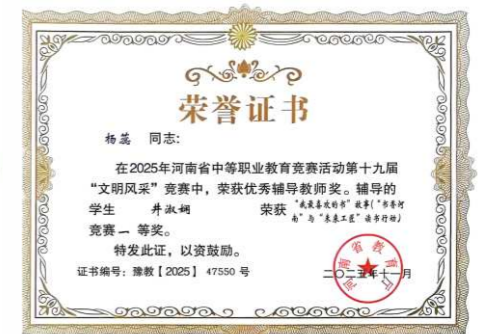 荣誉证书
杨蕊 同志：
在2025年河南省中等职业教育竞赛活动第十九届
“文明风采”竞赛中，荣获优秀辅导教师奖。辅导的
学生 井淑娴 荣获 “我最喜欢的书”故事（“书香河
南”与“未来工匠”读书行动）
竞赛一 等奖。
特发此证，以资鼓励。
河南省教育厅
证书编号：豫教【2025】 47550 号
二〇二五年十一月